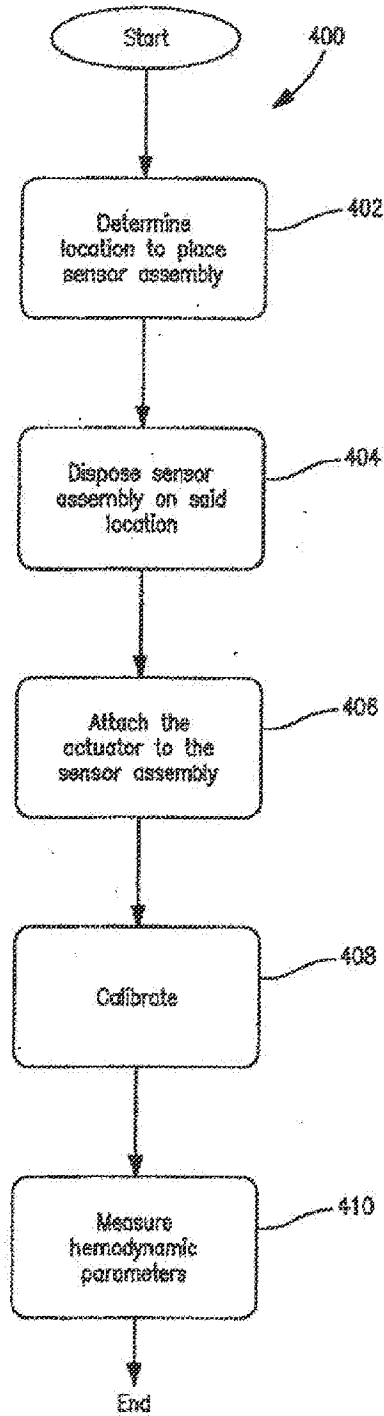 Start
400
Determine
location to place
sensor assembly
402
Dispose sensor
assembly on said
location
404
Attach the
actuator to the
sensor assembly
406
Calibrate
408
Measure
hemodynamic
parameters
410
End